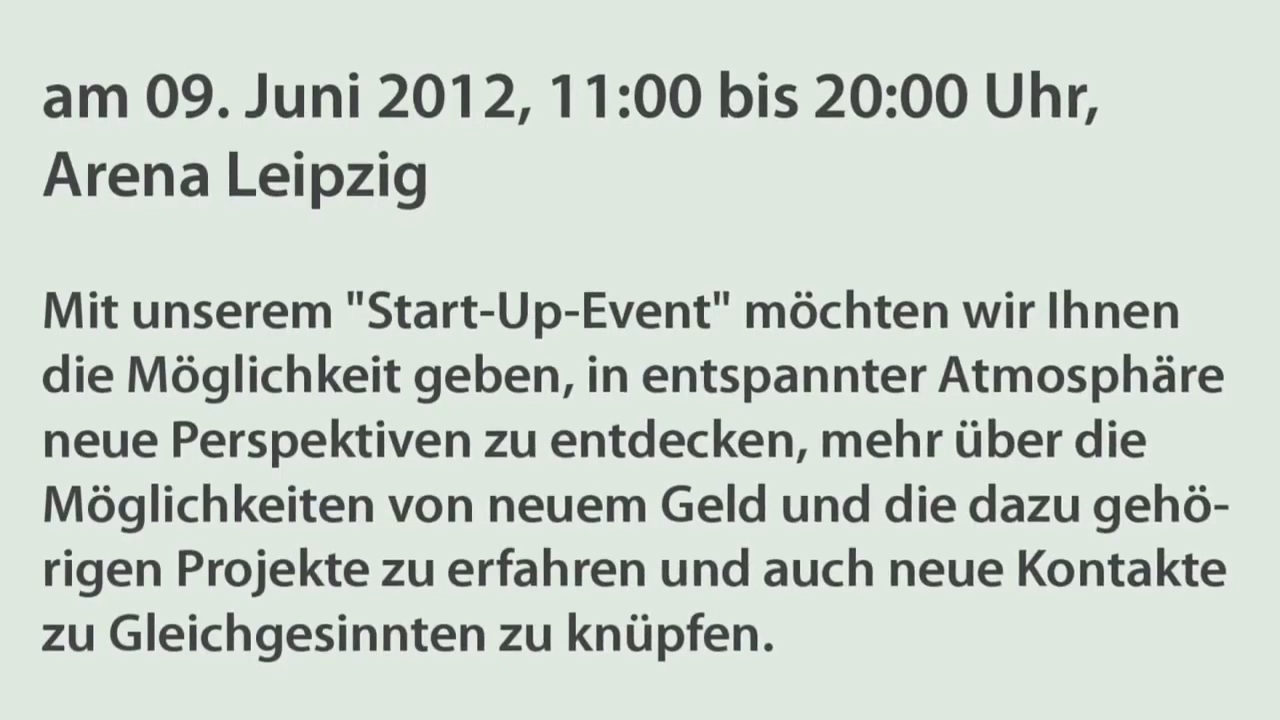 am 09. Juni 2012, 11:00 bis 20:00 Uhr,
Arena Leipzig
Mit unserem "Start-Up-Event" möchten wir Ihnen
die Möglichkeit geben, in entspannter Atmosphäre
neue Perspektiven zu entdecken, mehr über die
Möglichkeiten von neuem Geld und die dazu gehö-
rigen Projekte zu erfahren und auch neue Kontakte
zu Gleichgesinnten zu knüpfen.